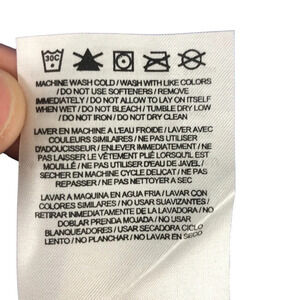 30C
MACHINE WASH COLD / WASH WITH LIKE COLORS
/ DO NOT USE SOFTENERS / REMOVE
IMMEDIATELY / DO NOT ALLOW TO LAY ON ITSELF
WHEN WET / DO NOT BLEACH / TUMBLE DRY LOW
/ DO NOT IRON / DO NOT DRY CLEAN
LAVER EN MACHINE A L'EAU FROIDE / LAVER AVEC
COULEURS SIMILAIRES / NE PAS UTILISER
D'ADOUCISSEUR / ENLEVER IMMEDIATEMENT / NE
PAS LAISSER LE VÊTEMENT PLIÉ LORSQU'IL EST
MOUILLÉ / NE PAS UTILISER D'EAU DE JAVEL /
SECHER EN MACHINE CYCLE DELICAT / NE PAS
REPASSER / NE PAS NETTOYER A SEC
LAVAR A MAQUINA EN AGUA FRIA / LAVAR CON
COLORES SIMILARES / NO USAR SUAVIZANTES /
RETIRAR INMEDIATAMENTE DE LA LAVADORA / NO
DOBLAR PRENDA MOJADA / NO USAR
BLANQUEADORES / USAR SECADORA CICLO
LENTO / NO PLANCHAR / NO LAVAR EN SECO